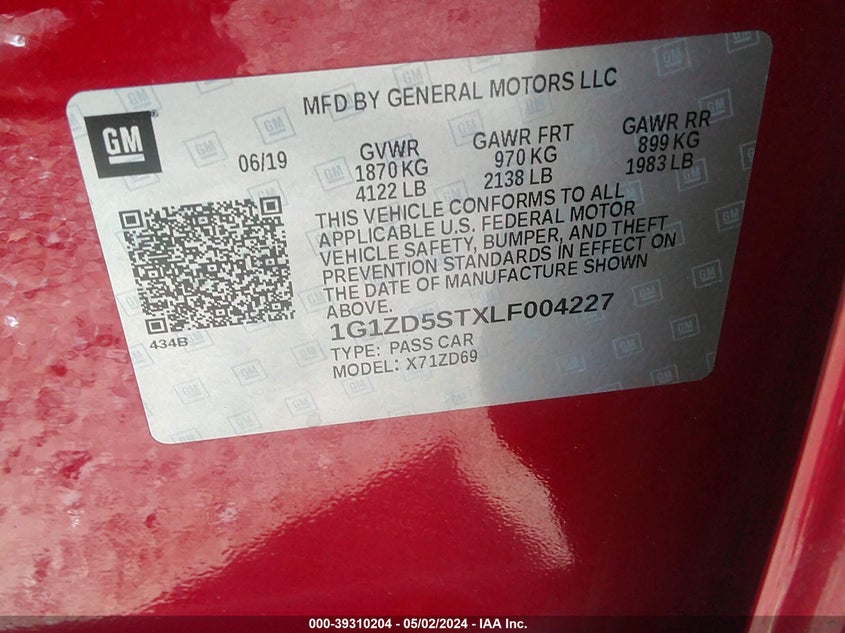 MFD BY GENERAL MOTORS LLC
GM
06/19
GVWR
1870 KG
4122 LB
GAWR FRT
970 KG
2138 LB
GAWR RR
899 KG
1983 LB
THIS VEHICLE CONFORMS TO ALL
APPLICABLE U.S. FEDERAL MOTOR
VEHICLE SAFETY, BUMPER, AND THEFT
PREVENTION STANDARDS IN EFFECT ON
THE DATE OF MANUFACTURE SHOWN
ABOVE.
434B
1G1ZD5STXLF004227
TYPE: PASS CAR
MODEL: X71ZD69
000-39310204 - 05/02/2024 - IAA Inc.